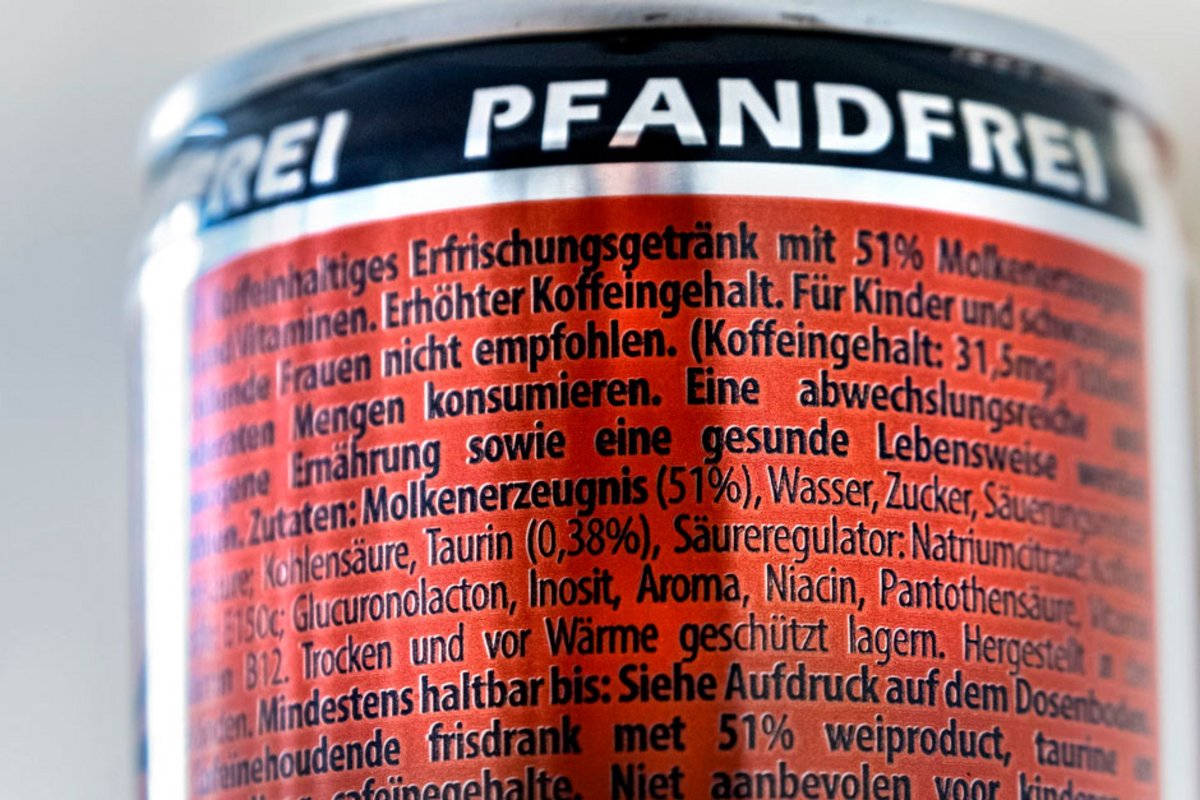 FREI PFANDFREI
Koffeinhaltiges Erfrischungsgetränk mit 51% Molkenerzeugnis
und Vitaminen. Erhöhter Koffeingehalt. Für Kinder und schwangere
Frauen nicht empfohlen. (Koffeingehalt: 31,5mg
Mengen konsumieren. Eine abwechslungsreiche
Ernährung sowie eine gesunde Lebensweise
Zutaten: Molkenerzeugnis (51%), Wasser, Zucker,
Kohlensäure, Taurin (0,38%), Säureregulator: Natriumcitrate;
E150c; Glucuronolacton, Inosit, Aroma, Niacin, Pantothensäure,
B12. Trocken und vor Wärme geschützt lagern. Hergestellt
Mindestens haltbar bis: Siehe Aufdruck auf dem Dosenboden.
frisdrank met 51% weiproduct, taurine
cafeïnegehalte. Niet aanbevolen voor